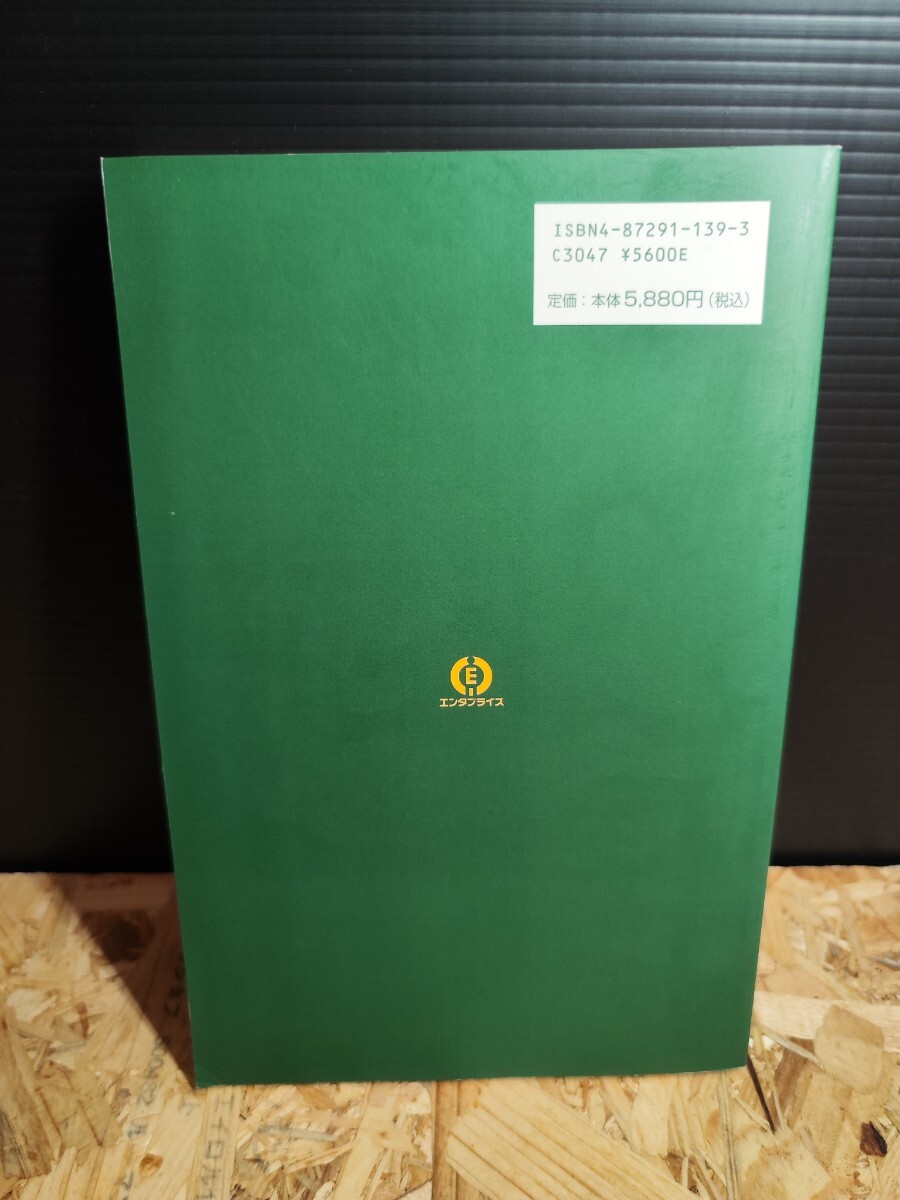 ISBN4-87291-139-3
C3047 ¥5600E
定価:本体5,880円(税込)
E
エンタプライズ